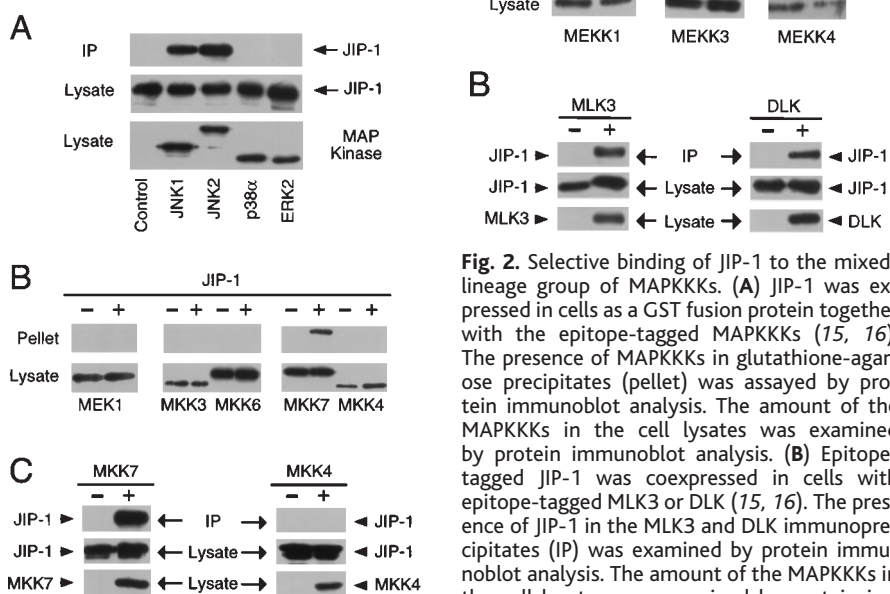 A
IP
← JIP-1
Lysate
← JIP-1
Lysate
MAP
Kinase
Control
JNK1
JNK2
p38α
ERK2
B
JIP-1
− + − + − + − + − +
Pellet
Lysate
MEK1 MKK3 MKK6 MKK7 MKK4
C
MKK7 MKK4
− + − +
JIP-1 ► ← IP → ◄ JIP-1
JIP-1 ► ← Lysate → ◄ JIP-1
MKK7 ► ← Lysate → ◄ MKK4
Lysate
MEKK1 MEKK3 MEKK4
B
MLK3 DLK
− + − +
JIP-1 ► ← IP → ◄ JIP-1
JIP-1 ► ← Lysate → ◄ JIP-1
MLK3 ► ← Lysate → ◄ DLK
Fig. 2. Selective binding of JIP-1 to the mixed
lineage group of MAPKKKs. (A) JIP-1 was ex
pressed in cells as a GST fusion protein togethe
with the epitope-tagged MAPKKKs (15, 16)
The presence of MAPKKKs in glutathione-agar
ose precipitates (pellet) was assayed by pro
tein immunoblot analysis. The amount of the
MAPKKKs in the cell lysates was examined
by protein immunoblot analysis. (B) Epitope
tagged JIP-1 was coexpressed in cells with
epitope-tagged MLK3 or DLK (15, 16). The pres
ence of JIP-1 in the MLK3 and DLK immunopre
cipitates (IP) was examined by protein immu
noblot analysis. The amount of the MAPKKKs in